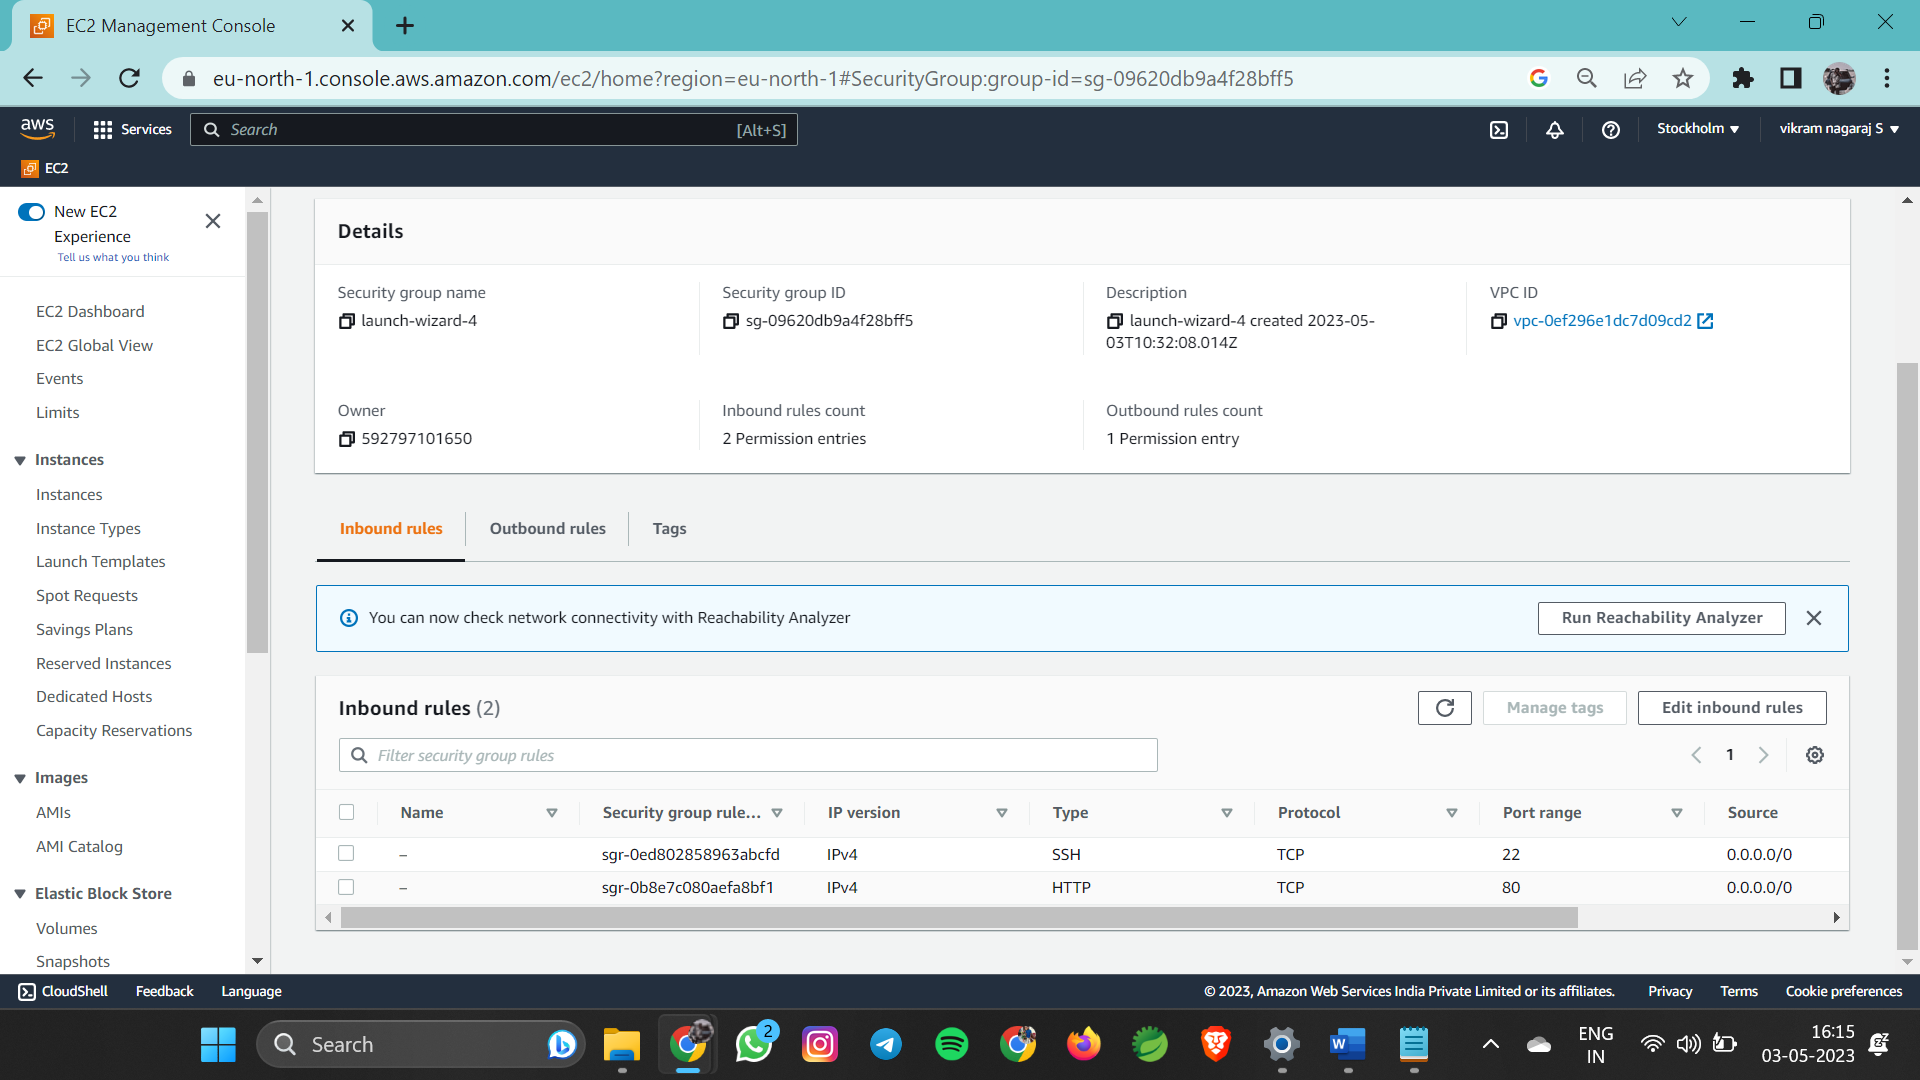 EC2 Management Console
eu-north-1.console.aws.amazon.com/ec2/home?region=eu-north-1#SecurityGroup:group-id=sg-09620db9a4f28bff5
aws
Services
Search
[Alt+S]
Stockholm
vikram nagaraj S
EC2
New EC2
Experience
Tell us what you think
EC2 Dashboard
EC2 Global View
Events
Limits
Instances
Instances
Instance Types
Launch Templates
Spot Requests
Savings Plans
Reserved Instances
Dedicated Hosts
Capacity Reservations
Images
AMIs
AMI Catalog
Elastic Block Store
Volumes
Snapshots
Details
Security group name
launch-wizard-4
Security group ID
sg-09620db9a4f28bff5
Description
launch-wizard-4 created 2023-05-
03T10:32:08.014Z
VPC ID
vpc-0ef296e1dc7d09cd2
Owner
592797101650
Inbound rules count
2 Permission entries
Outbound rules count
1 Permission entry
Inbound rules
Outbound rules
Tags
You can now check network connectivity with Reachability Analyzer
Run Reachability Analyzer
Inbound rules (2)
Manage tags
Edit inbound rules
Filter security group rules
1
Name Security group rule... IP version Type Protocol Port range Source
– sgr-0ed802858963abcfd IPv4 SSH TCP 22 0.0.0.0/0
– sgr-0b8e7c080aefa8bf1 IPv4 HTTP TCP 80 0.0.0.0/0
CloudShell
Feedback
Language
© 2023, Amazon Web Services India Private Limited or its affiliates.
Privacy
Terms
Cookie preferences
Search
2
W
ENG
IN
16:15
03-05-2023